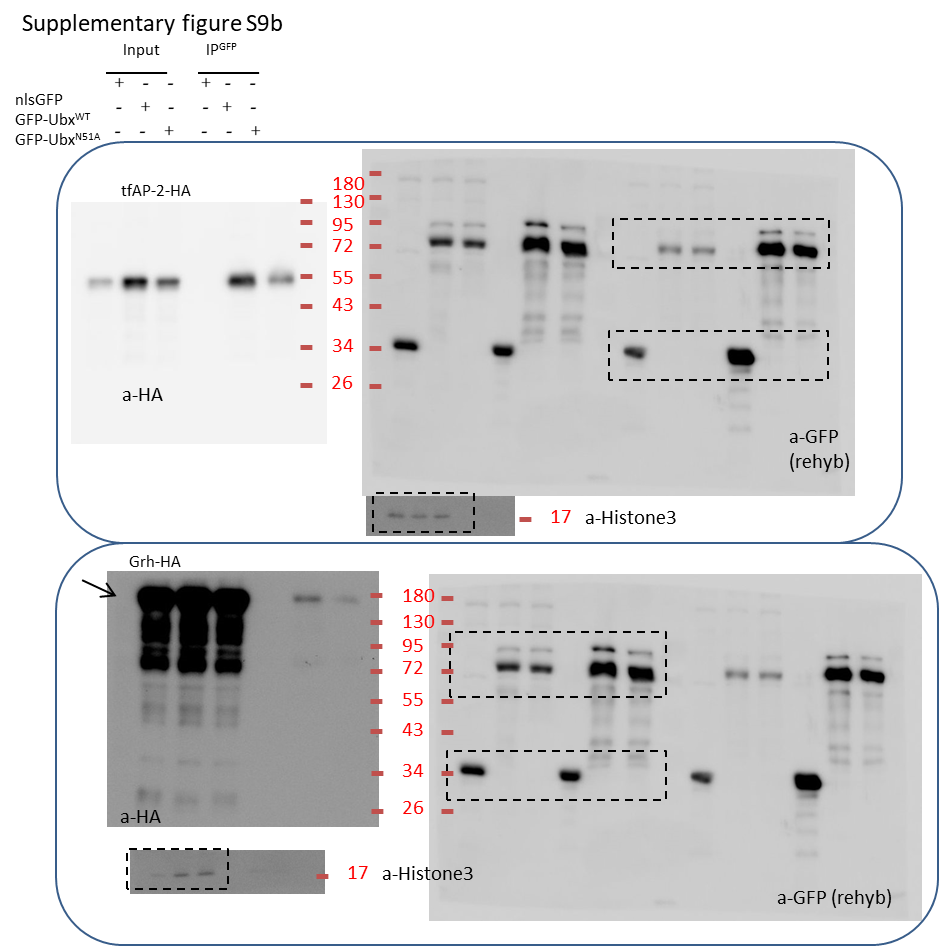 Supplementary figure S9b
Input IPGFP
+ - - + - -
nlsGFP
- + - - + -
GFP-UbxWT
- - + - - +
GFP-UbxN51A
tfAP-2-HA
180
130
95
72
55
43
34
26
a-HA
a-GFP
(rehyb)
17 a-Histone3
Grh-HA
180
130
95
72
55
43
34
26
a-HA
17 a-Histone3
a-GFP (rehyb)